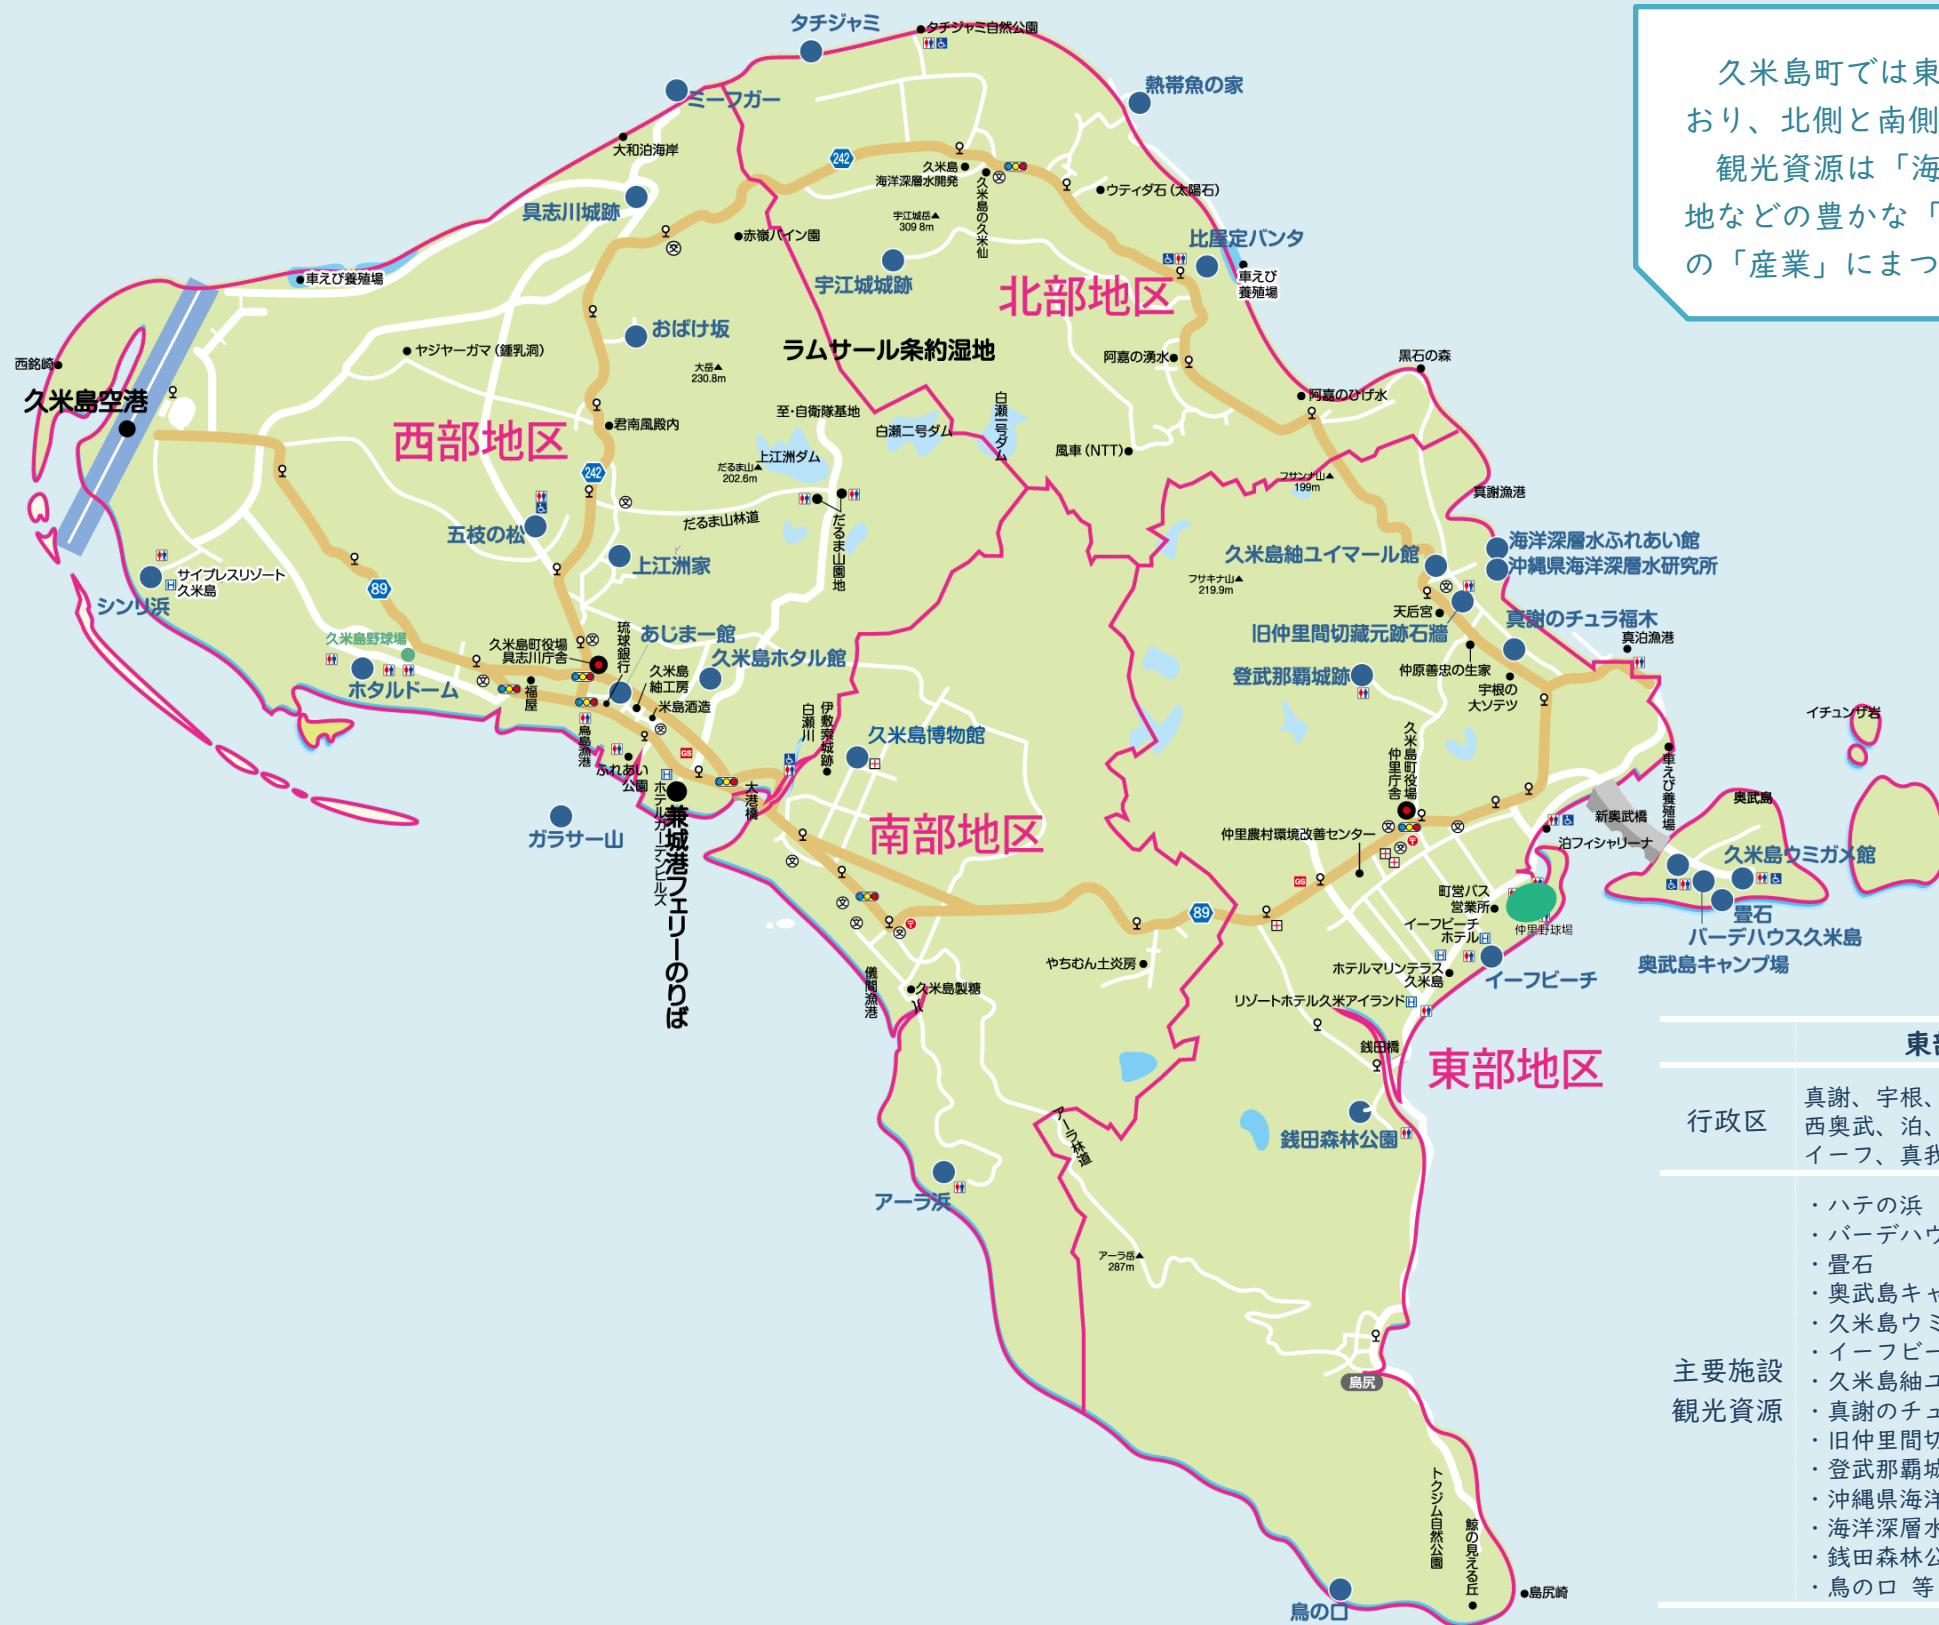 タチジャミ
タチジャミ自然公園
ミーフガー
熱帯魚の家
大和泊海岸
242
久米島
海洋深層水開発
久米島の久米仙
ウティダ石(太陽石)
具志川城跡
宇江城岳▲
309 8m
赤嶺パイン園
比屋定バンタ
宇江城城跡
車えび養殖場
車えび
養殖場
北部地区
おばけ坂
ヤジヤーガマ(鍾乳洞)
ラムサール条約湿地
西銘崎
大岳▲
230.8m
阿嘉の湧水
黒石の森
久米島空港
阿嘉のひげ水
至・自衛隊基地
白瀬一号ダム
君南風殿内
白瀬二号ダム
西部地区
風車(NTT)
上江洲ダム
242
だるま山▲
202.6m
フサンナ山▲
199m
真謝漁港
だるま山林道
だるま山園地
五枝の松
海洋深層水ふれあい館
久米島紬ユイマール館
沖縄県海洋深層水研究所
上江洲家
サイプレスリゾート
久米島
フサキナ山▲
219.9m
89
シンリ浜
天后宮
真謝のチュラ福木
旧仲里間切蔵元跡石牆
真泊漁港
久米島野球場
久米島町役場
具志川庁舎
琉球銀行
あじまー館
久米島ホタル館
久米島
紬工房
登武那覇城跡
仲原善忠の生家
宇根の
大ソテツ
ホタルドーム
福屋
米島酒造
白瀬川
伊敷索城跡
イチュンザ岩
鳥島漁港
久米島博物館
久米島町役場
仲里庁舎
車えび養殖場
GS
ふれあい
公園
ホテルガーデンヒルズ
大港橋
兼城港フェリーのりば
奥武島
新奥武橋
ガラサー山
南部地区
仲里農村環境改善センター
泊フィシャリーナ
久米島ウミガメ館
GS
町営バス
営業所
89
畳石
イーフビーチ
ホテル
仲里野球場
バーデハウス久米島
やちむん土炎房
ホテルマリンテラス
久米島
奥武島キャンプ場
儀間漁港
久米島製糖
イーフビーチ
リゾートホテル久米アイランド
銭田橋
東部地区
アーラ林道
銭田森林公園
アーラ浜
アーラ岳▲
287m
島尻
トクジム自然公園
鯨の見える丘
島尻崎
鳥の口
久米島町では東
おり、北側と南側
観光資源は「海
地などの豊かな「
の「産業」にまつ
東部
行政区
真謝、宇根、
西奥武、泊、
イーフ、真我
主要施設
観光資源
・ハテの浜
・バーデハウ
・畳石
・奥武島キャ
・久米島ウミ
・イーフビー
・久米島紬ユ
・真謝のチュ
・旧仲里間切
・登武那覇城
・沖縄県海洋
・海洋深層水
・銭田森林公
・鳥の口 等